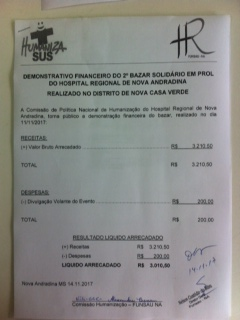 HUMANIZA
SUS
HR
DEMONSTRATIVO FINANCEIRO DO 2º BAZAR SOLIDÁRIO EM PROL
DO HOSPITAL REGIONAL DE NOVA ANDRADINA
REALIZADO NO DISTRITO DE NOVA CASA VERDE
A Comissão de Política Nacional de Humanização do Hospital Regional de Nova
Andradina, torna público a demonstração financeira do bazar, realizado no dia
11/11/2017
RECEITAS:
(+) Valor Bruto Arrecadado R$ 3.210,50
TOTAL R$ 3.210,50
DESPESAS:
(-) Divulgação Volante do Evento R$ 200,00
TOTAL R$ 200,00
RESULTADO LIQUIDO ARRECADADO
(+) Receitas R$ 3.210,50
(-) Despesas R$ 200,00
LIQUIDO ARRECADADO R$ 3.010,50
Nova Andradina MS 14.11.2017
Comissão Humanização – FUNSAU NA